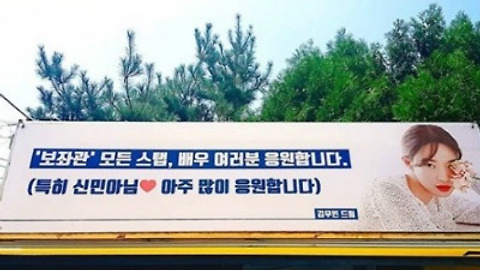 '보좌관' 모든 스탭, 배우 여러분 응원합니다.
(특히 신민아님❤ 아주 많이 응원합니다)
김우빈 드림